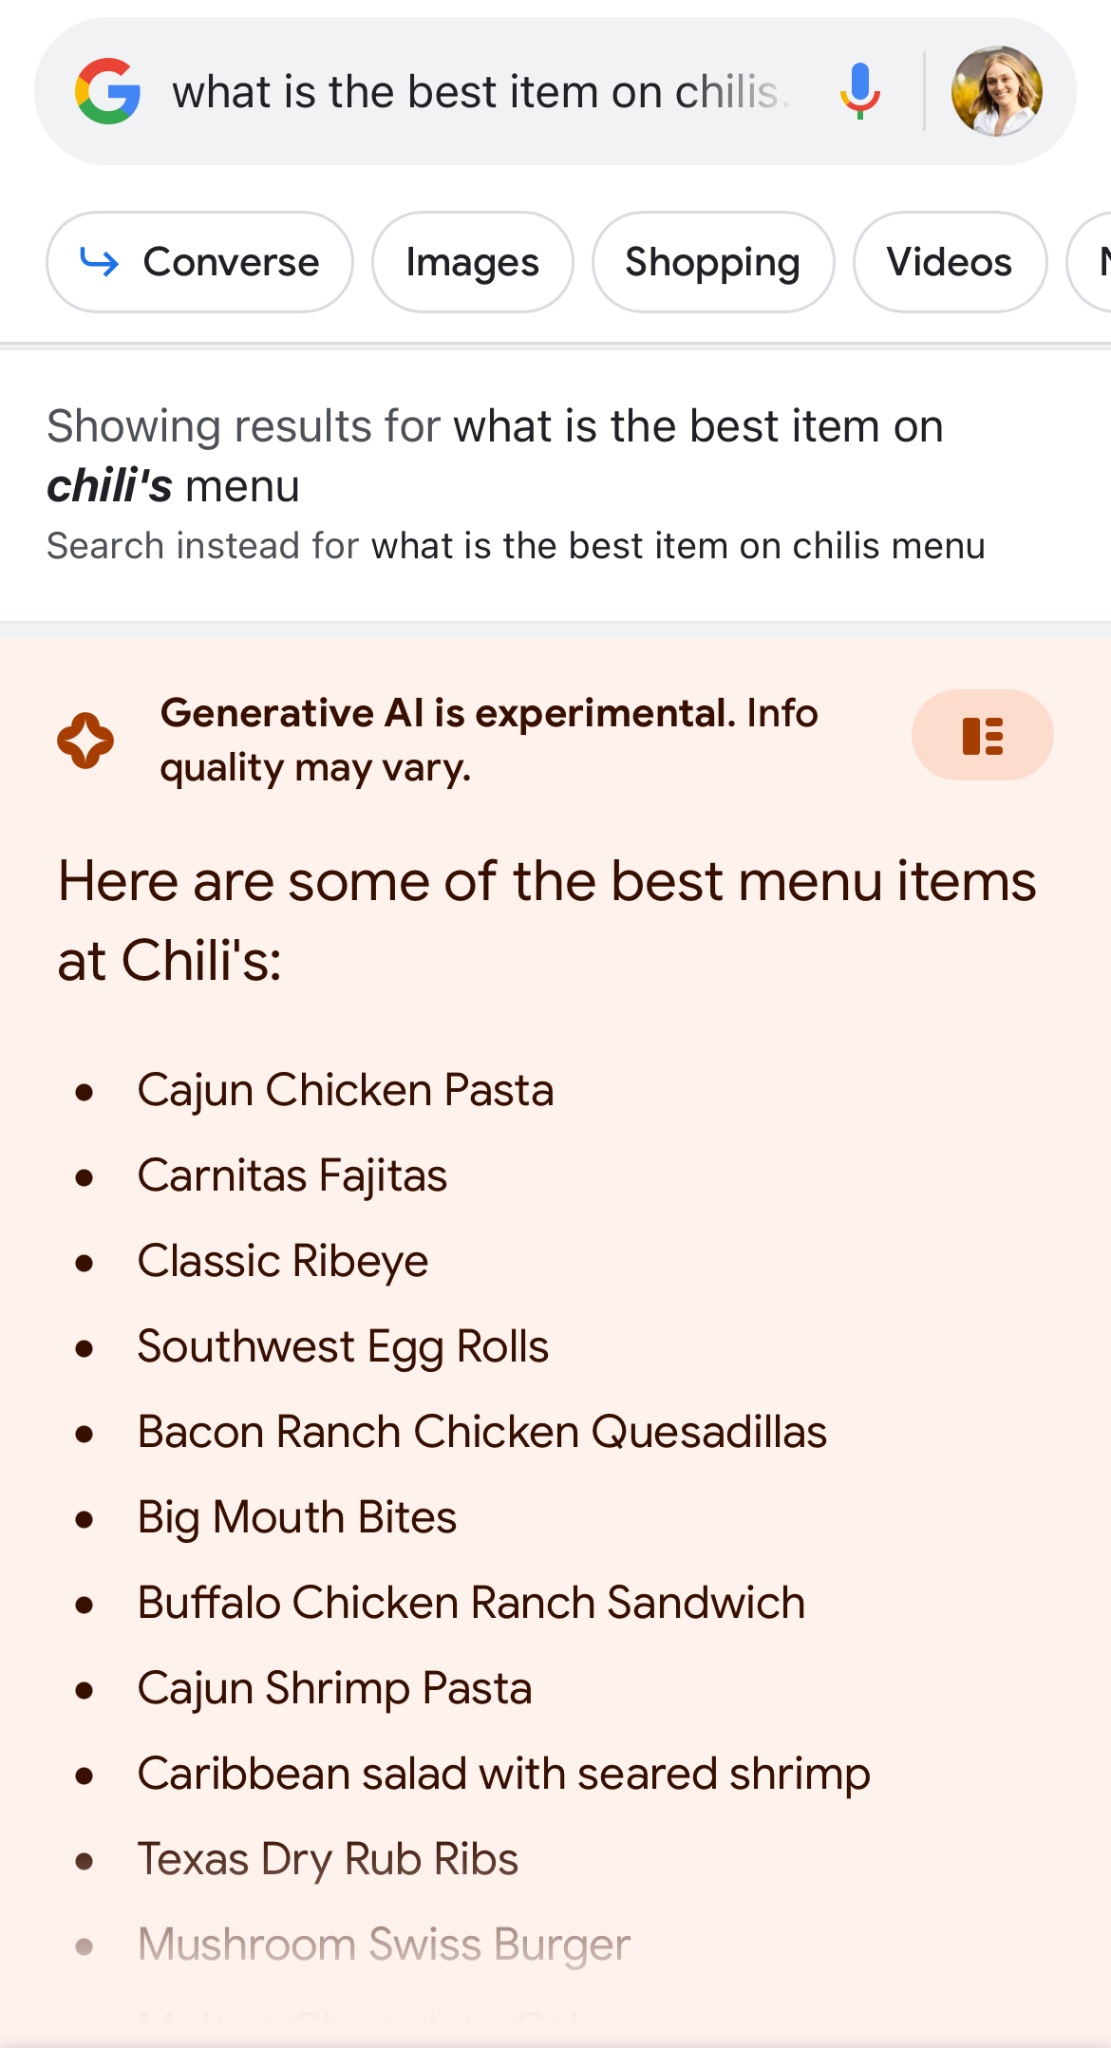 what is the best item on chilis.
Converse
Images
Shopping
Videos
Showing results for what is the best item on
chili's menu
Search instead for what is the best item on chilis menu
Generative AI is experimental. Info
quality may vary.
Here are some of the best menu items
at Chili's:
• Cajun Chicken Pasta
• Carnitas Fajitas
• Classic Ribeye
• Southwest Egg Rolls
• Bacon Ranch Chicken Quesadillas
• Big Mouth Bites
• Buffalo Chicken Ranch Sandwich
• Cajun Shrimp Pasta
• Caribbean salad with seared shrimp
• Texas Dry Rub Ribs
• Mushroom Swiss Burger